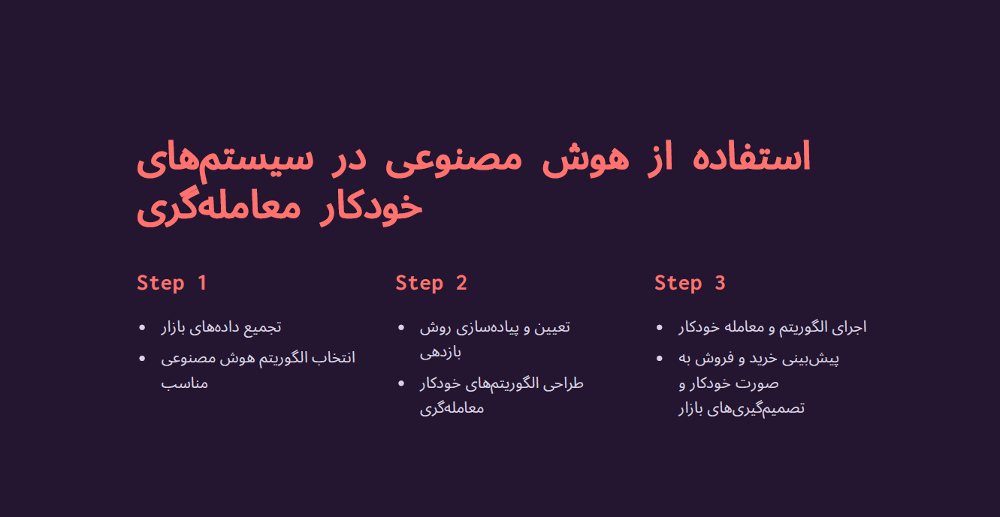 استفاده از هوش مصنوعی در سیستم‌های
خودکار معامله‌گری
Step 1
• تجمیع داده‌های بازار
• انتخاب الگوریتم هوش مصنوعی
مناسب
Step 2
• تعیین و پیاده‌سازی روش
بازدهی
• طراحی الگوریتم‌های خودکار
معامله‌گری
Step 3
• اجرای الگوریتم و معامله خودکار
• پیش‌بینی خرید و فروش به
صورت خودکار و
تصمیم‌گیری‌های بازار